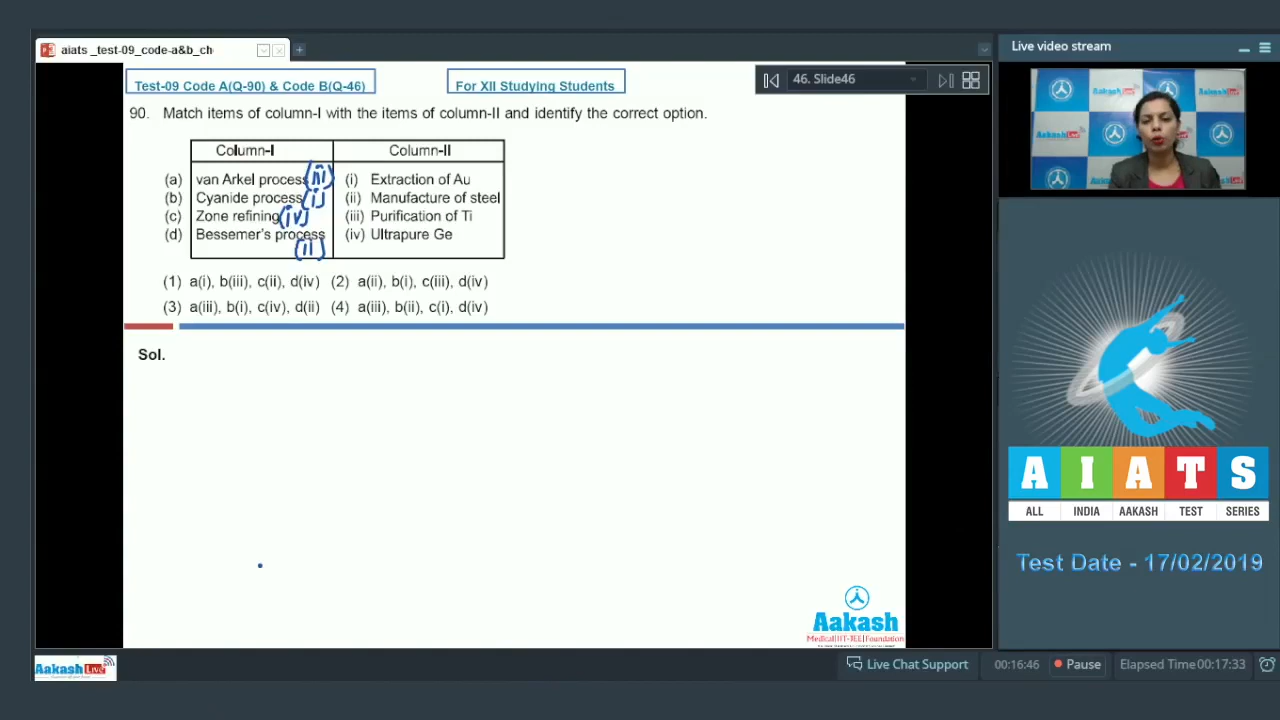 aiats _test-09_code-a&b_ch
Live video stream
Test-09 Code A(Q-90) & Code B(Q-46)
For XII Studying Students
46. Slide46
90. Match items of column-I with the items of column-II and identify the correct option.
Column-I Column-II
(a) van Arkel process (iii) (i) Extraction of Au
(b) Cyanide process (i) (ii) Manufacture of steel
(c) Zone refining (iv) (iii) Purification of Ti
(d) Bessemer's process (iv) Ultrapure Ge
(ii)
(1) a(i), b(iii), c(ii), d(iv) (2) a(ii), b(i), c(iii), d(iv)
(3) a(iii), b(i), c(iv), d(ii) (4) a(iii), b(ii), c(i), d(iv)
Sol.
A I A T S
ALL INDIA AAKASH TEST SERIES
Test Date - 17/02/2019
Aakash
Medical|IIT-JEE|Foundation
Aakash Live
Live Chat Support
00:16:46
Pause
Elapsed Time 00:17:33